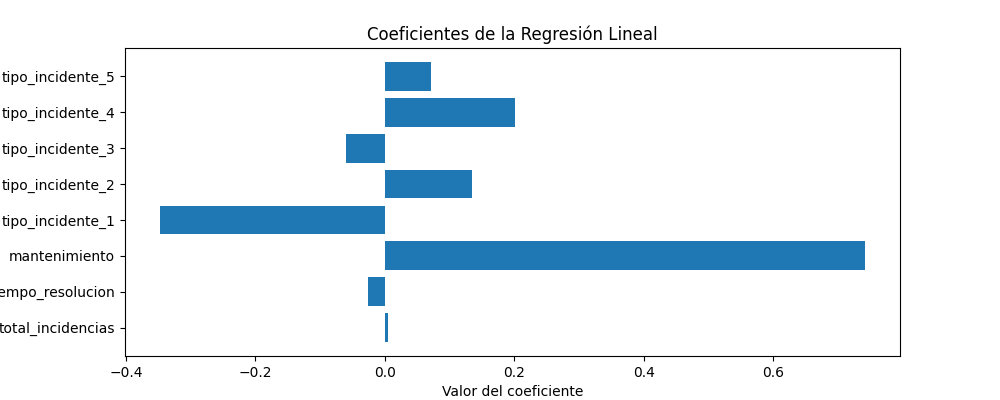 Coeficientes de la Regresión Lineal
tipo_incidente_5
tipo_incidente_4
tipo_incidente_3
tipo_incidente_2
tipo_incidente_1
mantenimiento
empo_resolucion
total_incidencias
−0.4 −0.2 0.0 0.2 0.4 0.6
Valor del coeficiente